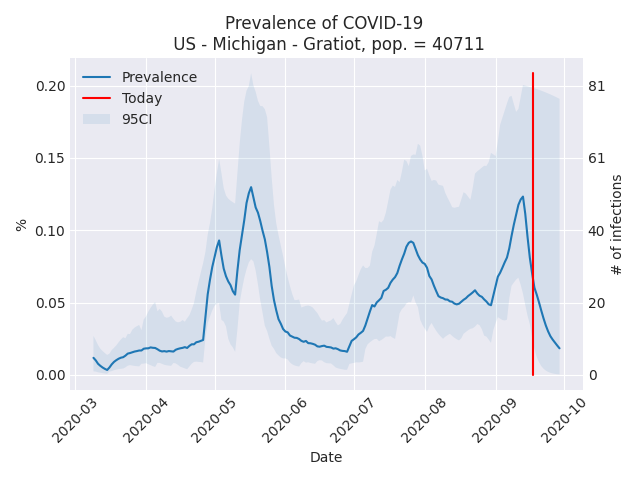 Prevalence of COVID-19
US - Michigan - Gratiot, pop. = 40711
Prevalence
Today
95CI
0.20
0.15
0.10
0.05
0.00
%
81
61
40
20
0
# of infections
2020-03
2020-04
2020-05
2020-06
2020-07
2020-08
2020-09
2020-10
Date